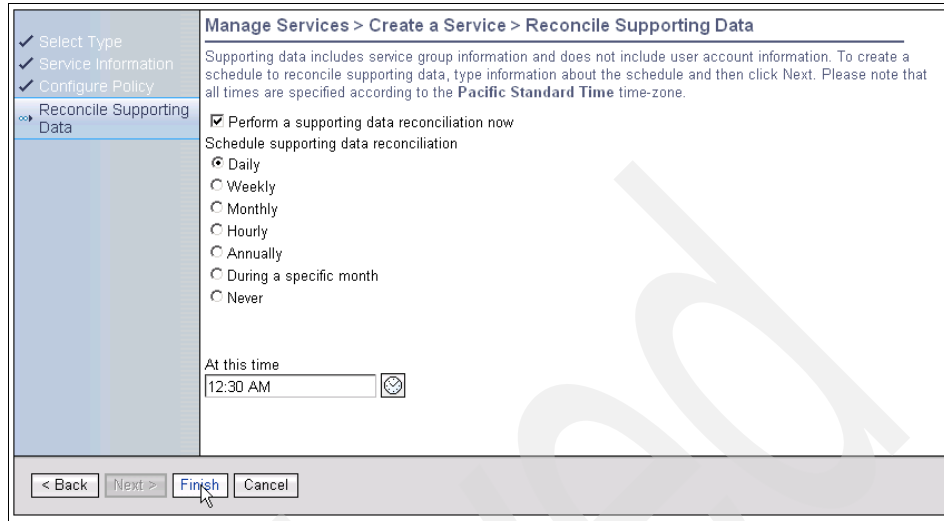 Manage Services > Create a Service > Reconcile Supporting Data
Select Type
Service Information
Configure Policy
Reconcile Supporting
Data
Supporting data includes service group information and does not include user account information. To create a
schedule to reconcile supporting data, type information about the schedule and then click Next. Please note that
all times are specified according to the Pacific Standard Time time-zone.
Perform a supporting data reconciliation now
Schedule supporting data reconciliation
Daily
Weekly
Monthly
Hourly
Annually
During a specific month
Never
At this time
12:30 AM
< Back Next > Finish Cancel